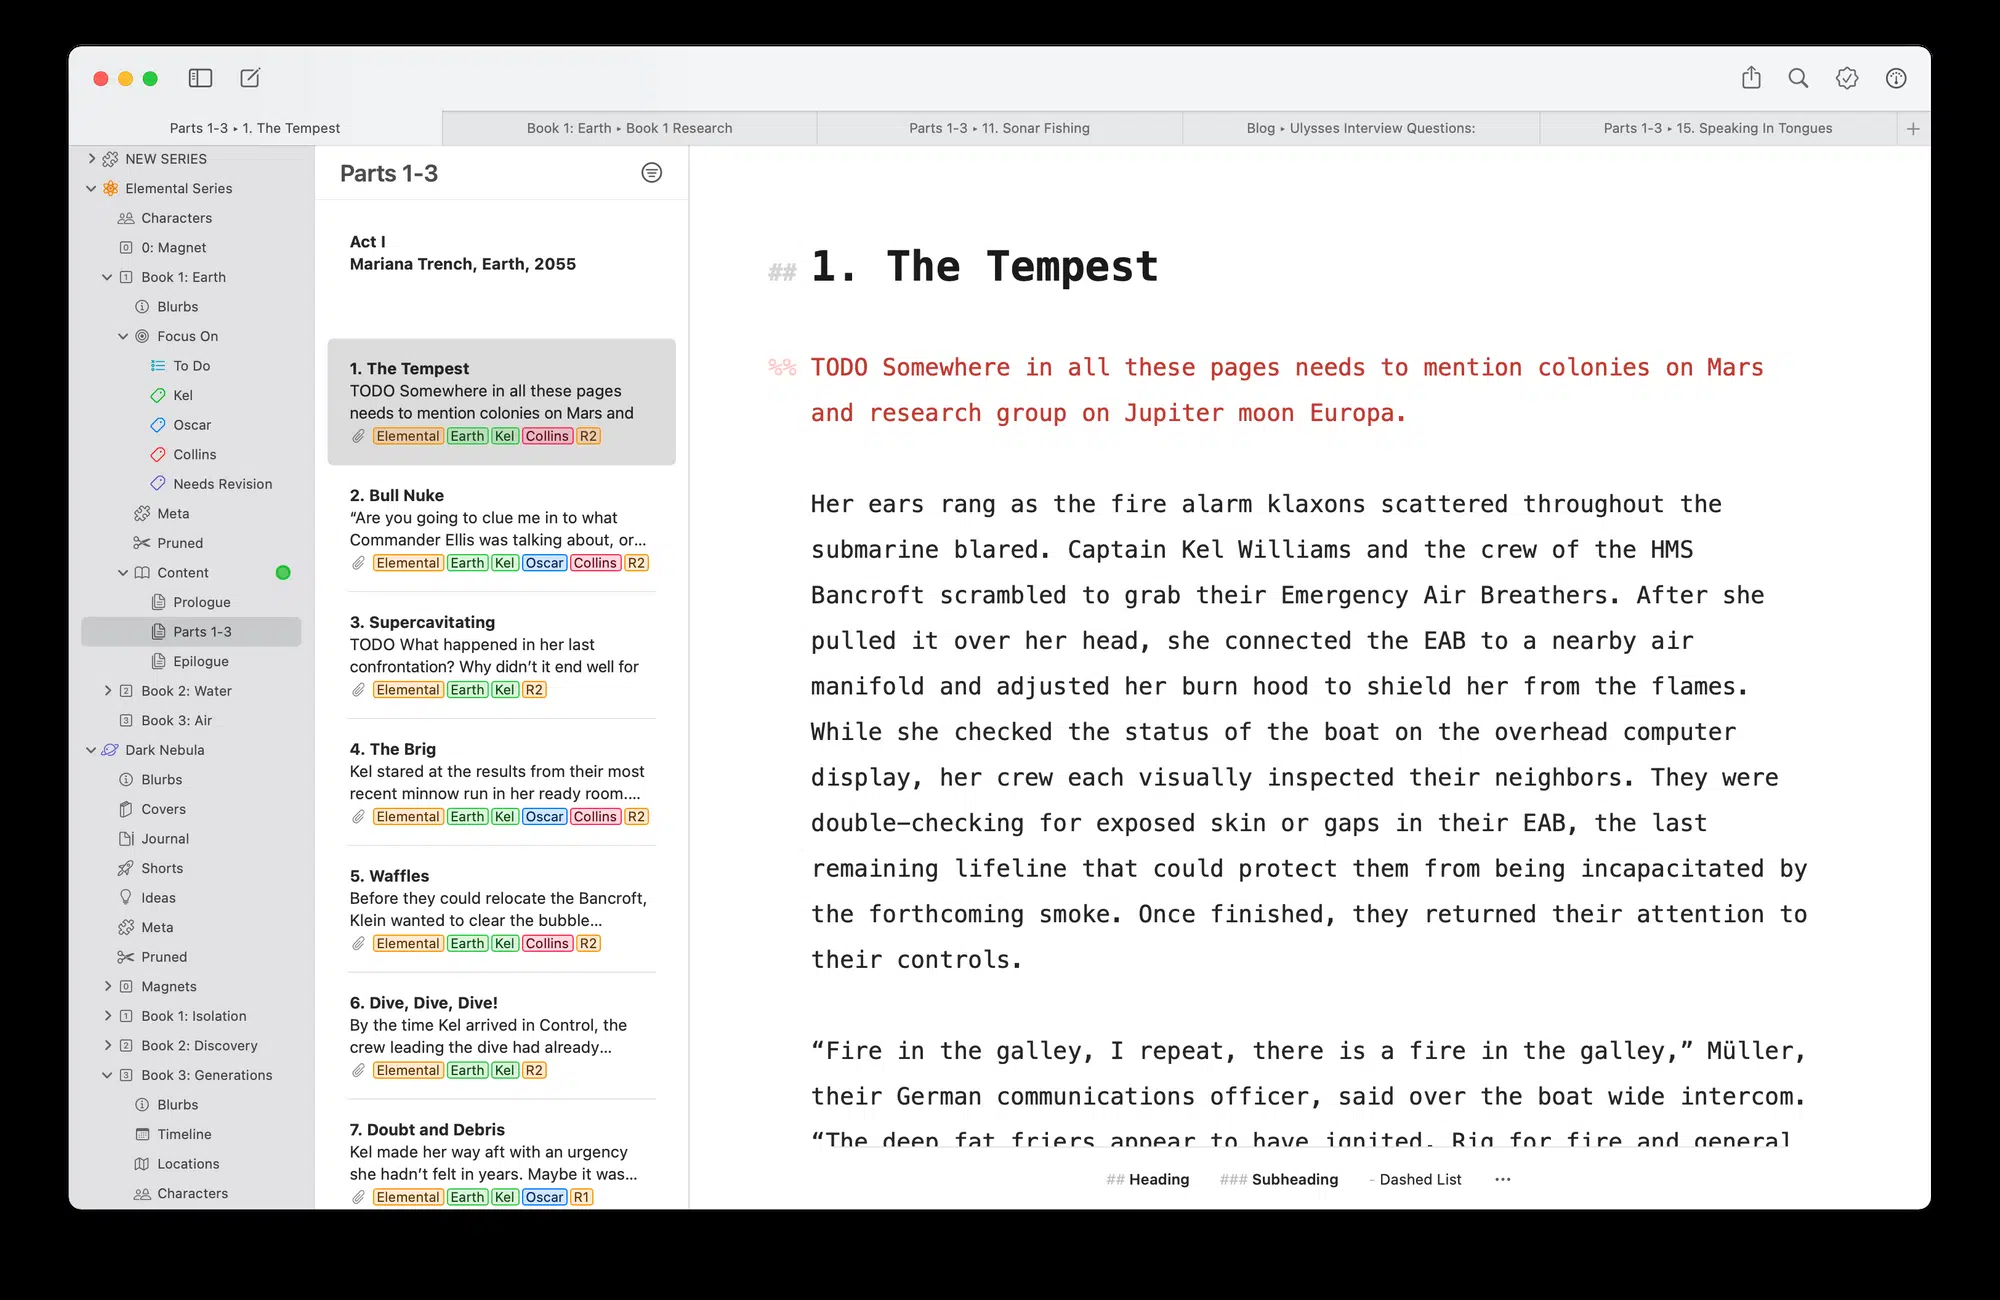 Parts 1-3 ▸ 1. The Tempest
Book 1: Earth ▸ Book 1 Research
Parts 1-3 ▸ 11. Sonar Fishing
Blog ▸ Ulysses Interview Questions:
Parts 1-3 ▸ 15. Speaking In Tongues
NEW SERIES
Elemental Series
Characters
0: Magnet
Book 1: Earth
Blurbs
Focus On
To Do
Kel
Oscar
Collins
Needs Revision
Meta
Pruned
Content
Prologue
Parts 1-3
Epilogue
Book 2: Water
Book 3: Air
Dark Nebula
Blurbs
Covers
Journal
Shorts
Ideas
Meta
Pruned
Magnets
Book 1: Isolation
Book 2: Discovery
Book 3: Generations
Blurbs
Timeline
Locations
Characters
Parts 1-3
Act I
Mariana Trench, Earth, 2055
1. The Tempest
TODO Somewhere in all these pages
needs to mention colonies on Mars and
Elemental Earth Kel Collins R2
2. Bull Nuke
“Are you going to clue me in to what
Commander Ellis was talking about, or...
Elemental Earth Kel Oscar Collins R2
3. Supercavitating
TODO What happened in her last
confrontation? Why didn’t it end well for
Elemental Earth Kel R2
4. The Brig
Kel stared at the results from their most
recent minnow run in her ready room....
Elemental Earth Kel Oscar Collins R2
5. Waffles
Before they could relocate the Bancroft,
Klein wanted to clear the bubble...
Elemental Earth Kel Collins R2
6. Dive, Dive, Dive!
By the time Kel arrived in Control, the
crew leading the dive had already...
Elemental Earth Kel R2
7. Doubt and Debris
Kel made her way aft with an urgency
she hadn’t felt in years. Maybe it was...
Elemental Earth Kel Oscar R1
## 1. The Tempest
%% TODO Somewhere in all these pages needs to mention colonies on Mars
and research group on Jupiter moon Europa.
Her ears rang as the fire alarm klaxons scattered throughout the
submarine blared. Captain Kel Williams and the crew of the HMS
Bancroft scrambled to grab their Emergency Air Breathers. After she
pulled it over her head, she connected the EAB to a nearby air
manifold and adjusted her burn hood to shield her from the flames.
While she checked the status of the boat on the overhead computer
display, her crew each visually inspected their neighbors. They were
double—checking for exposed skin or gaps in their EAB, the last
remaining lifeline that could protect them from being incapacitated by
the forthcoming smoke. Once finished, they returned their attention to
their controls.
“Fire in the galley, I repeat, there is a fire in the galley,” Müller,
their German communications officer, said over the boat wide intercom.
“The deep fat friers appear to have ignited. Rig for fire and general
## Heading
### Subheading
- Dashed List